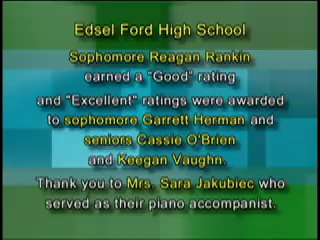 Edsel Ford High School
Sophomore Reagan Rankin
earned a "Good" rating
and "Excellent" ratings were awarded
to sophomore Garrett Herman and
seniors Cassie O'Brien
and Keegan Vaughn.
Thank you to Mrs. Sara Jakubiec who
served as their piano accompanist.